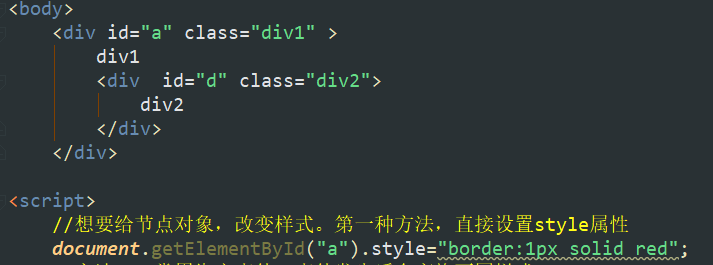 <body>
<div id="a" class="div1" >
div1
<div  id="d" class="div2">
div2
</div>
</div>
<script>
//想要给节点对象，改变样式。第一种方法，直接设置style属性
document.getElementById("a").style="border:1px solid red";